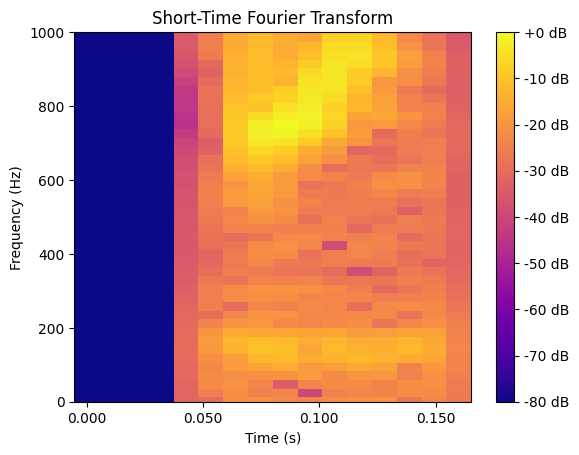 Short-Time Fourier Transform
Frequency (Hz)
1000
800
600
400
200
0
0.000
0.050
0.100
0.150
Time (s)
+0 dB
-10 dB
-20 dB
-30 dB
-40 dB
-50 dB
-60 dB
-70 dB
-80 dB